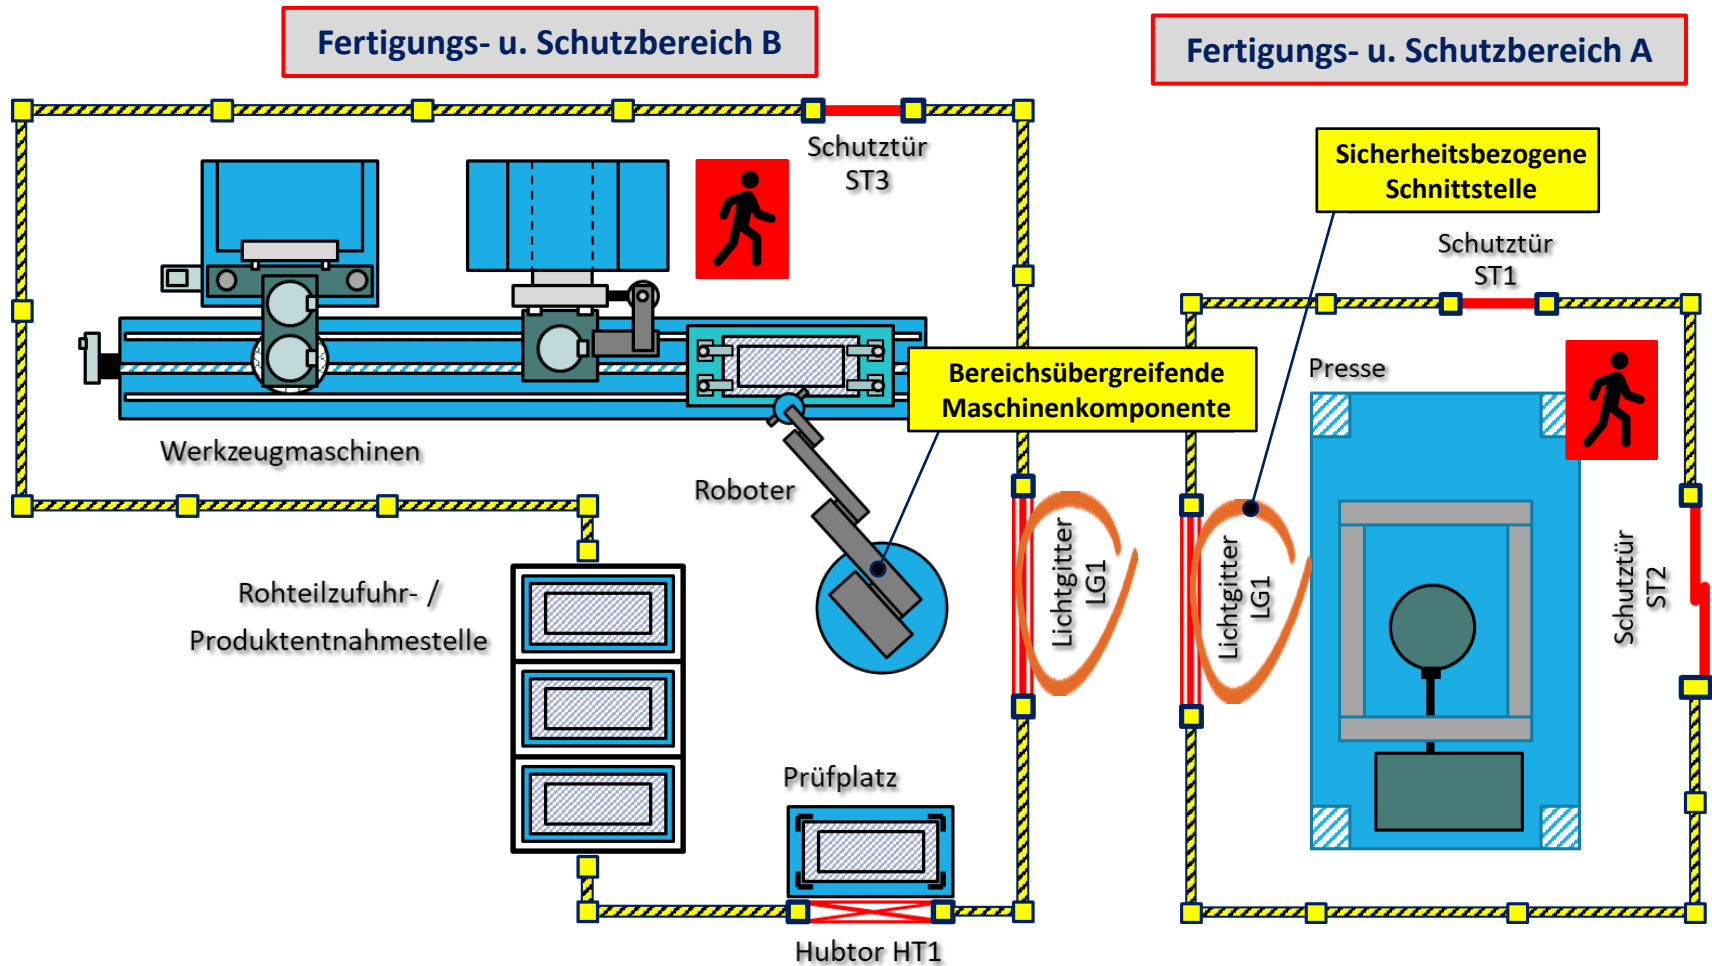 Fertigungs- u. Schutzbereich B
Fertigungs- u. Schutzbereich A
Schutztür
ST3
Sicherheitsbezogene
Schnittstelle
Schutztür
ST1
Presse
Bereichsübergreifende
Maschinenkomponente
Werkzeugmaschinen
Roboter
Lichtgitter
LG1
Lichtgitter
LG1
Schutztür
ST2
Rohteilzufuhr- /
Produktentnahmestelle
Prüfplatz
Hubtor HT1